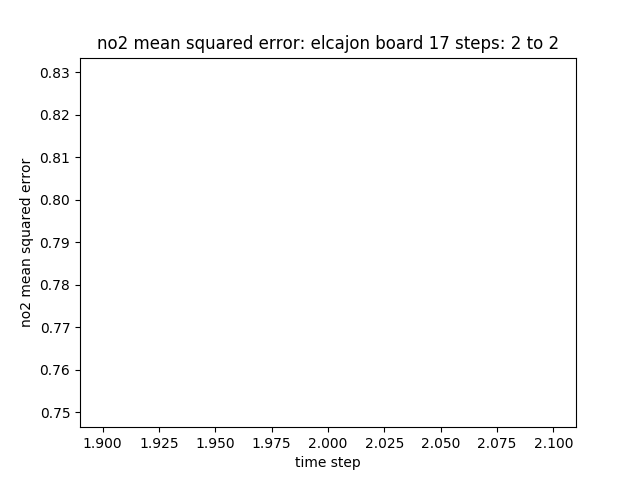 no2 mean squared error: elcajon board 17 steps: 2 to 2
0.83
0.82
0.81
0.80
0.79
0.78
0.77
0.76
0.75
no2 mean squared error
1.900 1.925 1.950 1.975 2.000 2.025 2.050 2.075 2.100
time step